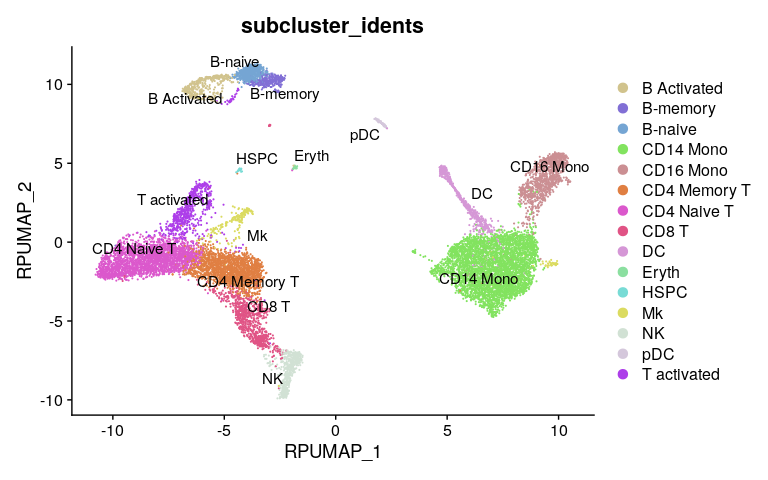 subcluster_idents
RPUMAP_2
10
5
0
-5
-10
B-naive
B Activated
B-memory
pDC
HSPC
Eryth
CD16 Mono
T activated
DC
Mk
CD4 Naive T
CD4 Memory T
CD14 Mono
CD8 T
NK
-10
-5
0
5
10
RPUMAP_1
B Activated
B-memory
B-naive
CD14 Mono
CD16 Mono
CD4 Memory T
CD4 Naive T
CD8 T
DC
Eryth
HSPC
Mk
NK
pDC
T activated